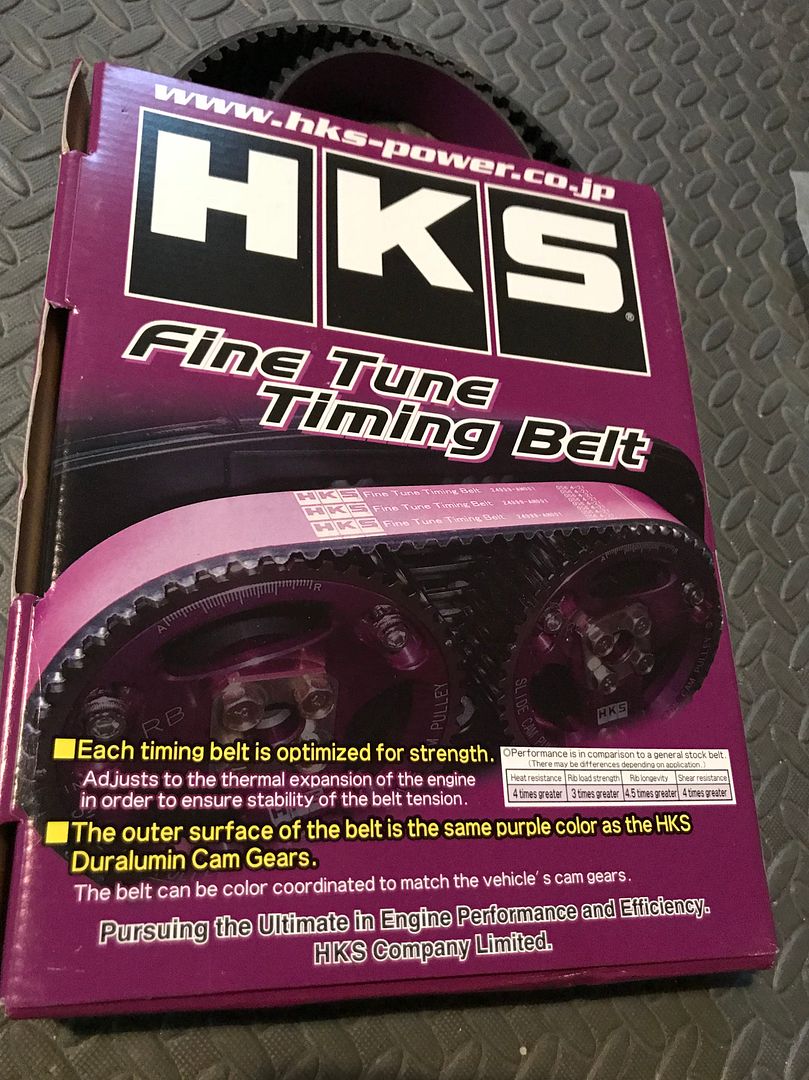 www.hks-power.co.jp
HKS®
Fine Tune
Timing Belt
HKS Fine Tune Timing Belt
HKS Fine Tune Timing Belt
HKS Fine Tune Timing Belt
A R
A
RB
CAM PULLEY
SLIDE CAM
HKS
■Each timing belt is optimized for strength.
Adjusts to the thermal expansion of the engine
in order to ensure stability of the belt tension.
○Performance is in comparison to a general stock belt.
(There may be differences depending on application.)
Heat resistance Rib load strength Rib longevity Shear resistance
4 times greater 3 times greater 4.5 times greater 4 times greater
■The outer surface of the belt is the same purple color as the HKS
Duralumin Cam Gears.
The belt can be color coordinated to match the vehicle's cam gears.
Pursuing the Ultimate in Engine Performance and Efficiency.
HKS Company Limited.